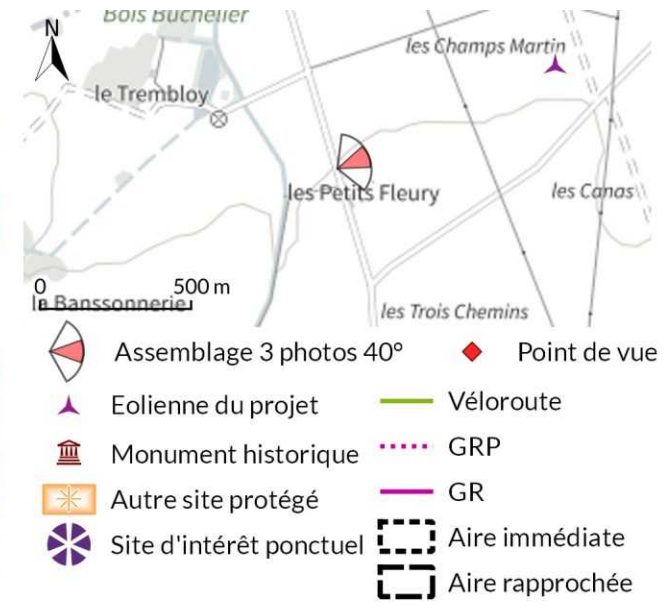 Bois Buchelier
N
les Champs Martin
le Trembloy
les Petits Fleury
les Canas
0 500 m
la Banssonnerie
les Trois Chemins
Assemblage 3 photos 40° Point de vue
Eolienne du projet Véloroute
Monument historique GRP
Autre site protégé GR
Site d'intérêt ponctuel Aire immédiate
Aire rapprochée